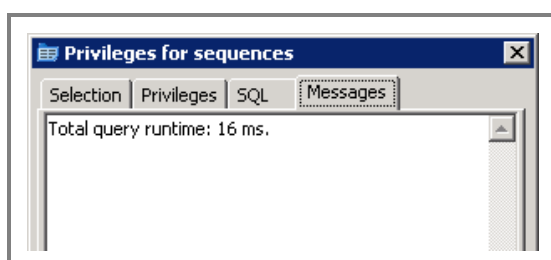 Privileges for sequences
Selection Privileges SQL Messages
Total query runtime: 16 ms.